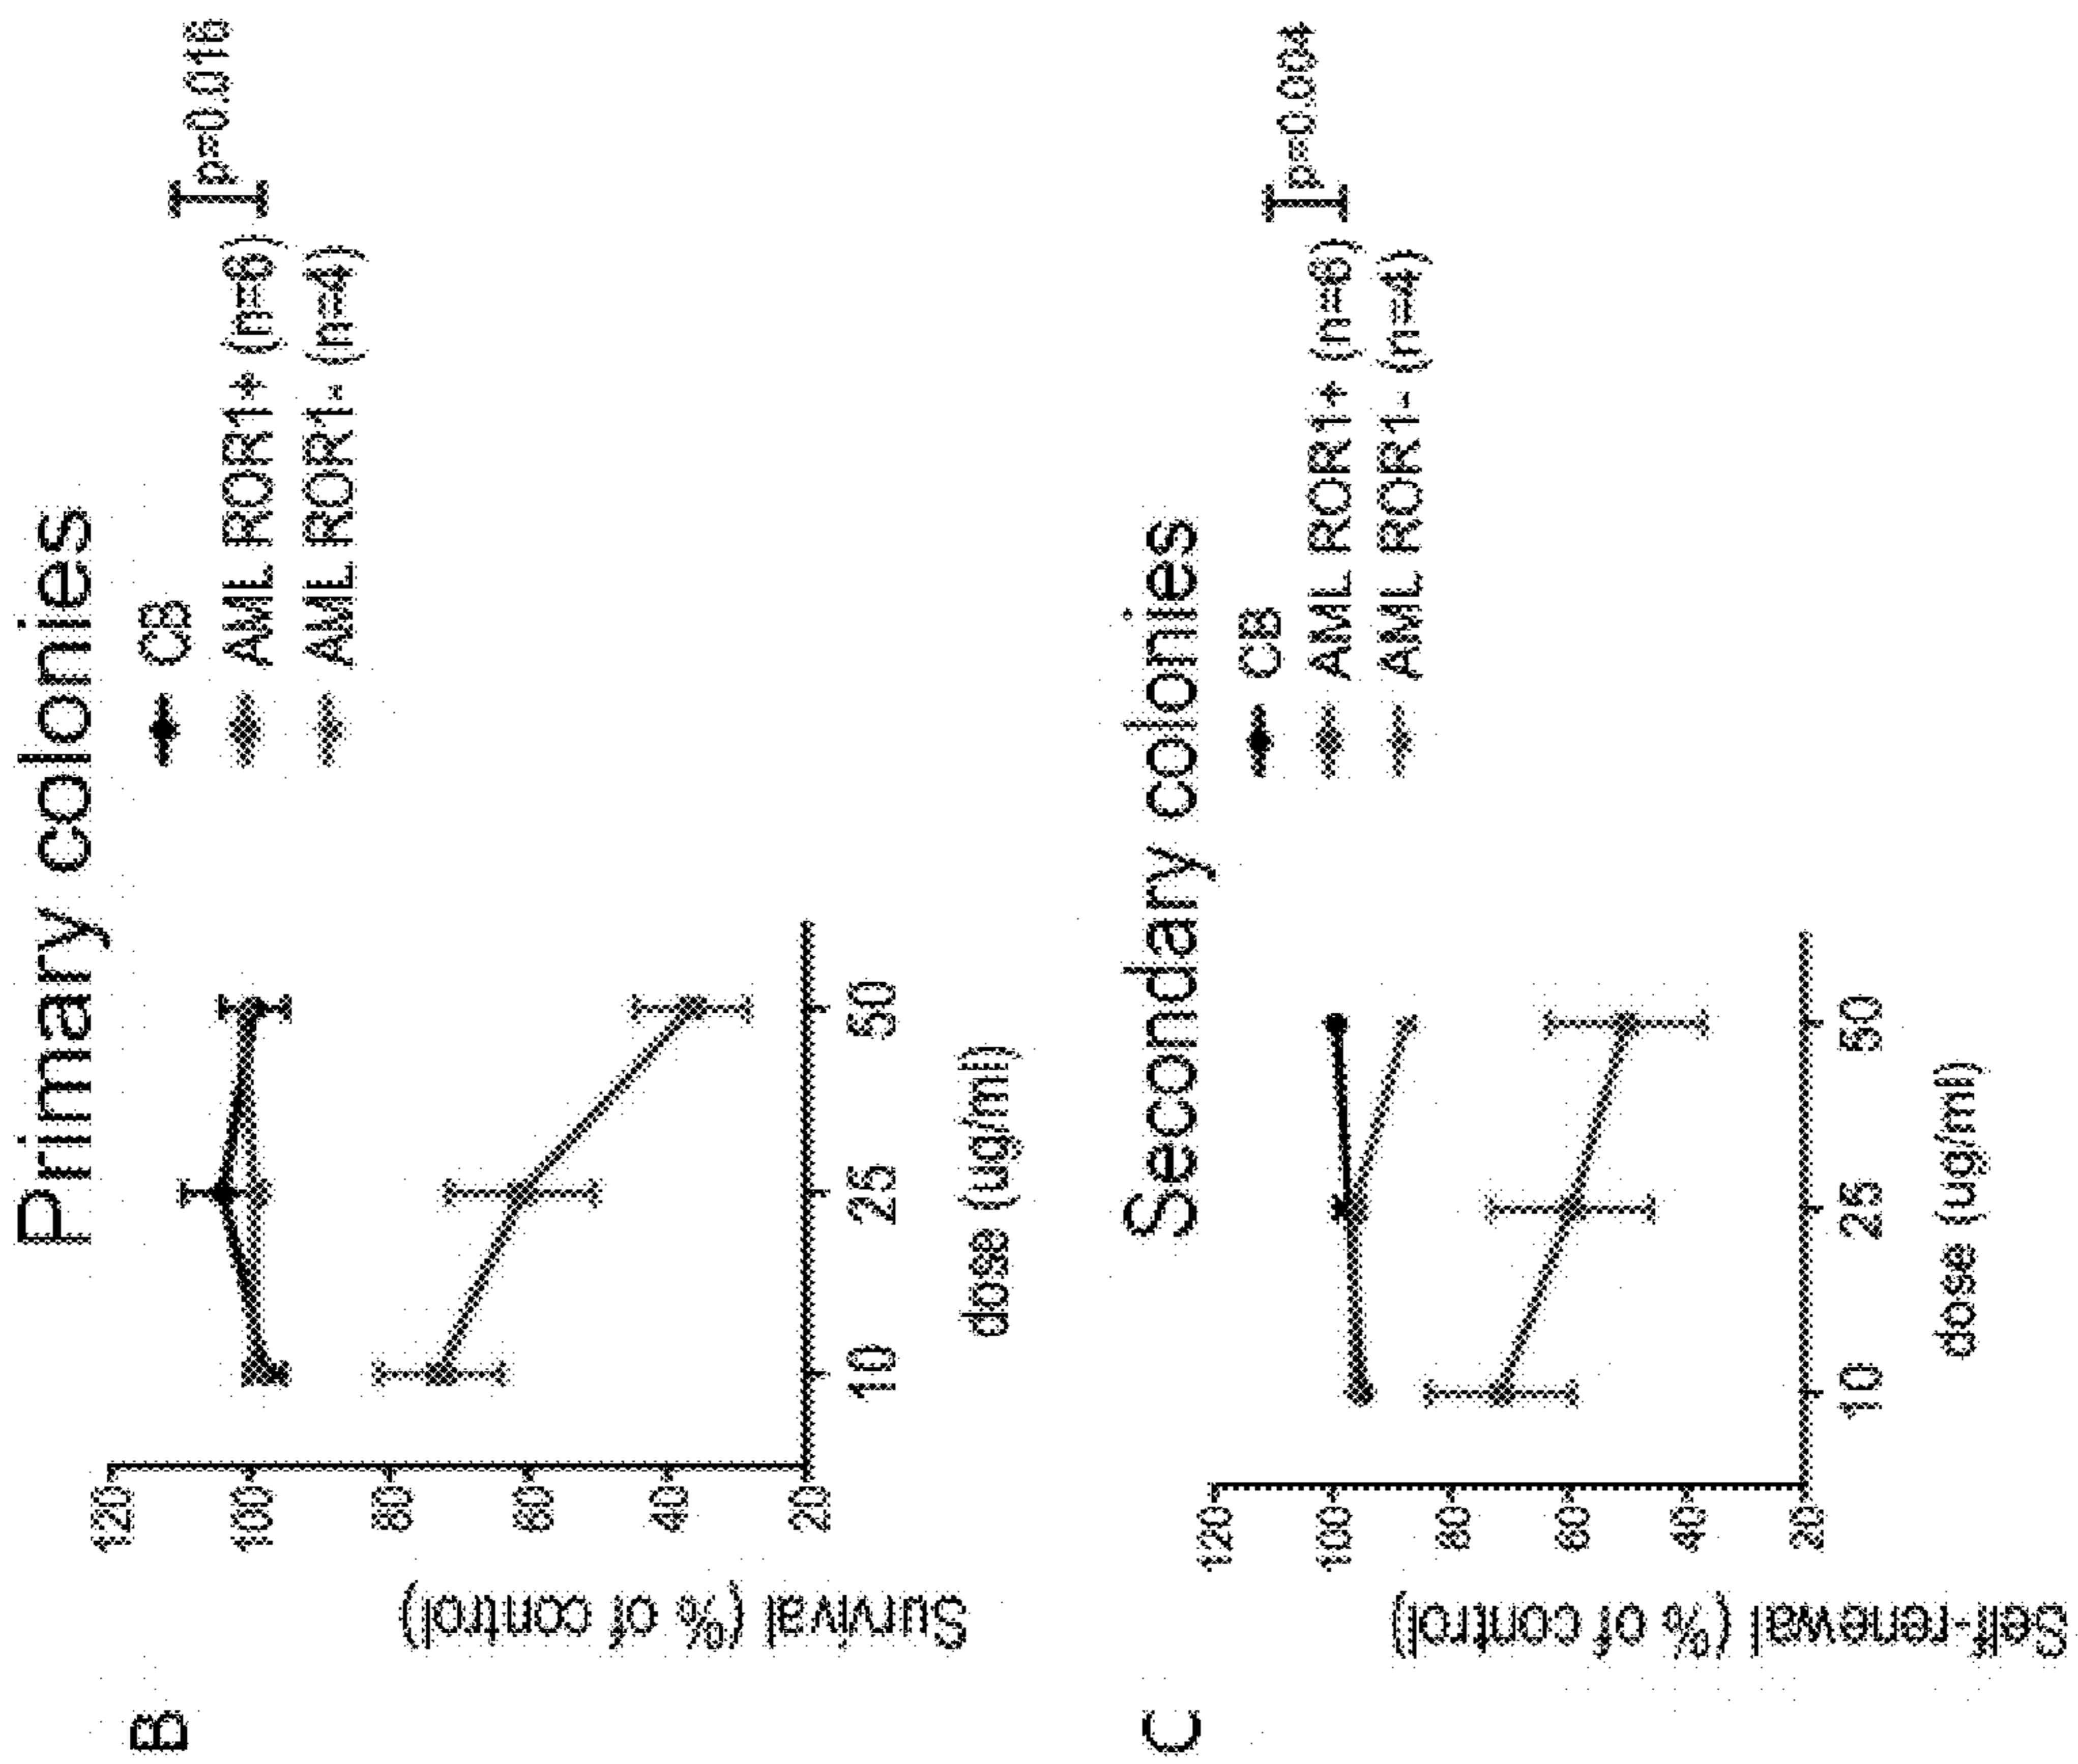 B
Primary colonies
CB
AML ROR1+ (n=6)
AML ROR1- (n=4)
p=0.016
Survival (% of control)
120
100
80
60
40
20
10
25
50
dose (ug/ml)
C
Secondary colonies
CB
AML ROR1+ (n=6)
AML ROR1- (n=4)
p=0.004
Self-renewal (% of control)
120
100
80
60
40
20
10
25
50
dose (ug/ml)